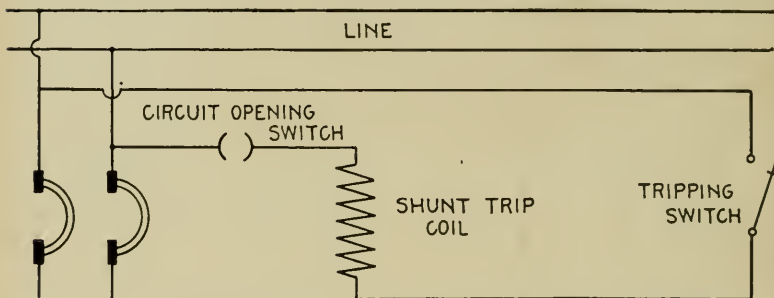 LINE
CIRCUIT OPENING
SWITCH
SHUNT TRIP
COIL
TRIPPING
SWITCH